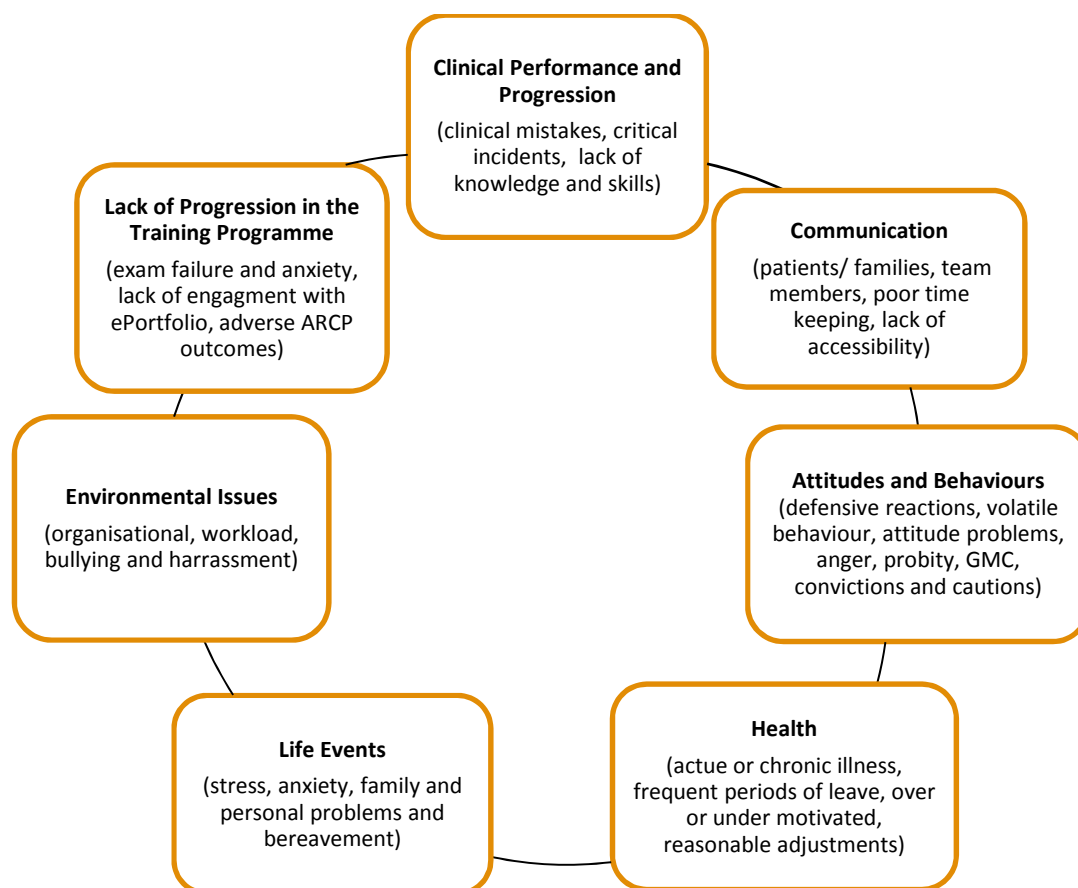 Clinical Performance and
Progression
(clinical mistakes, critical
incidents, lack of
knowledge and skills)
Communication
(patients/ families, team
members, poor time
keeping, lack of
accessibility)
Attitudes and Behaviours
(defensive reactions, volatile
behaviour, attitude problems,
anger, probity, GMC,
convictions and cautions)
Health
(actue or chronic illness,
frequent periods of leave, over
or under motivated,
reasonable adjustments)
Life Events
(stress, anxiety, family and
personal problems and
bereavement)
Environmental Issues
(organisational, workload,
bullying and harrassment)
Lack of Progression in the
Training Programme
(exam failure and anxiety,
lack of engagment with
ePortfolio, adverse ARCP
outcomes)